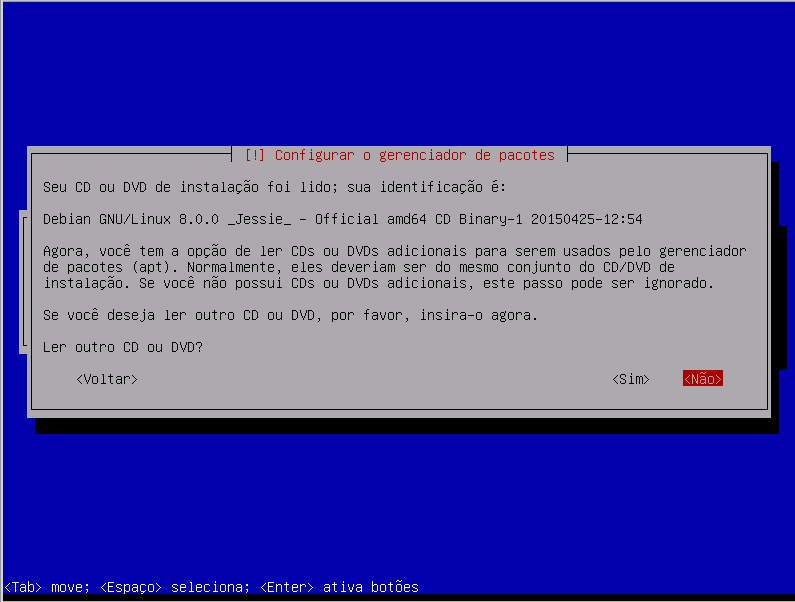 [!] Configurar o gerenciador de pacotes
Seu CD ou DVD de instalação foi lido; sua identificação é:
Debian GNU/Linux 8.0.0 _Jessie_ - Official amd64 CD Binary-1 20150425-12:54
Agora, você tem a opção de ler CDs ou DVDs adicionais para serem usados pelo gerenciador
de pacotes (apt). Normalmente, eles deveriam ser do mesmo conjunto do CD/DVD de
instalação. Se você não possui CDs ou DVDs adicionais, este passo pode ser ignorado.
Se você deseja ler outro CD ou DVD, por favor, insira-o agora.
Ler outro CD ou DVD?
<Voltar> <Sim> <Não>
<Tab> move; <Espaço> seleciona; <Enter> ativa botões